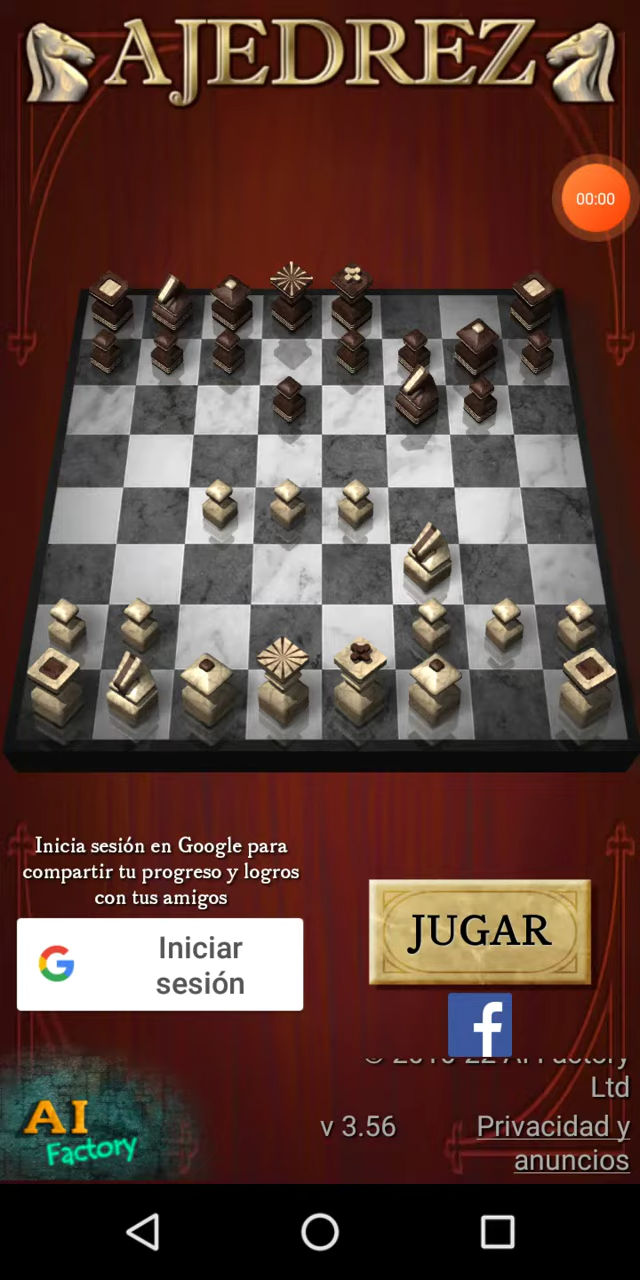 AJEDREZ
00:00
Inicia sesión en Google para
compartir tu progreso y logros
con tus amigos
Iniciar
sesión
JUGAR
Ltd
AI
Factory
v 3.56
Privacidad y
anuncios